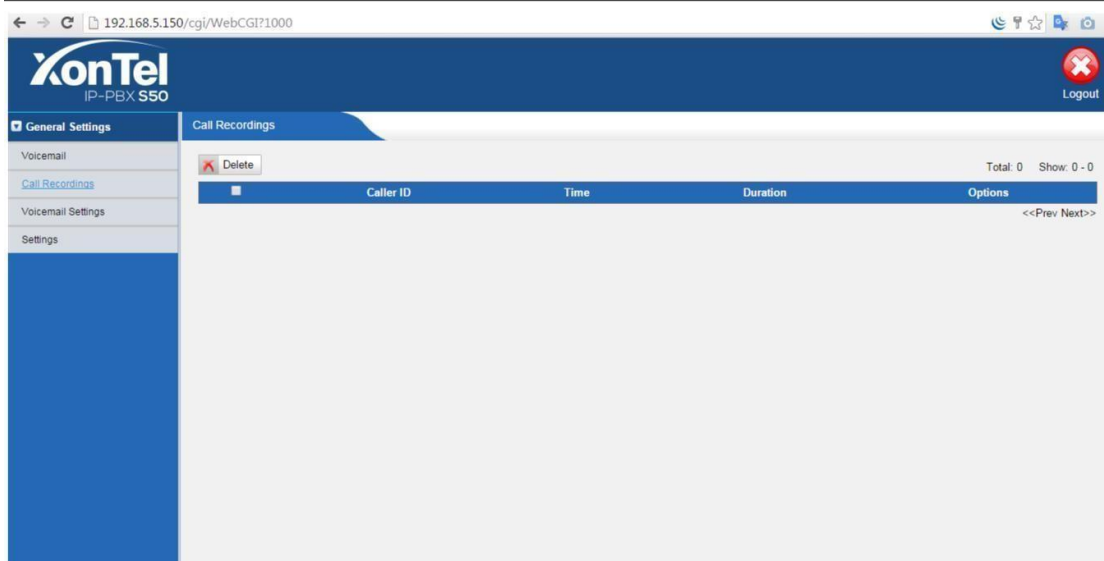 192.168.5.150/cgi/WebCGI?1000
XonTel
IP-PBX S50
Logout
General Settings
Call Recordings
Voicemail
Call Recordings
Voicemail Settings
Settings
Delete
Total: 0 Show: 0 - 0
Caller ID Time Duration Options
<<Prev Next>>